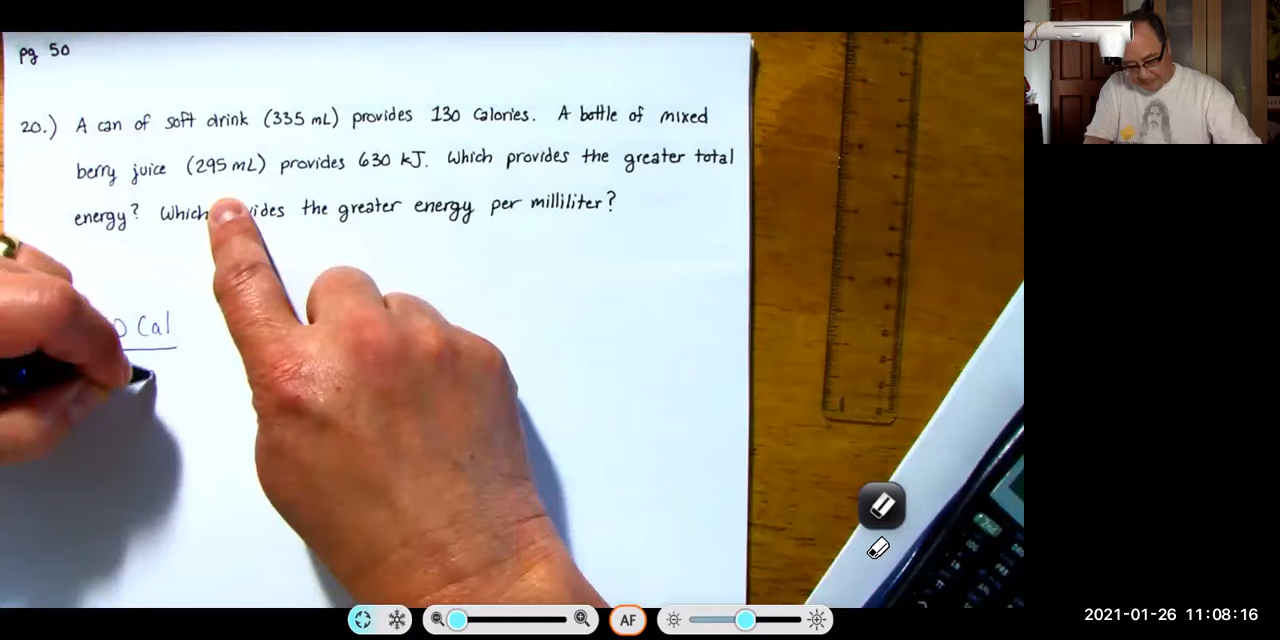 pg 50
20.) A can of soft drink (335 mL) provides 130 Calories. A bottle of mixed
berry juice (295 mL) provides 630 kJ. Which provides the greater total
energy? Which the greater energy per milliliter?
Cal
AF
2021-01-26 11:08:16